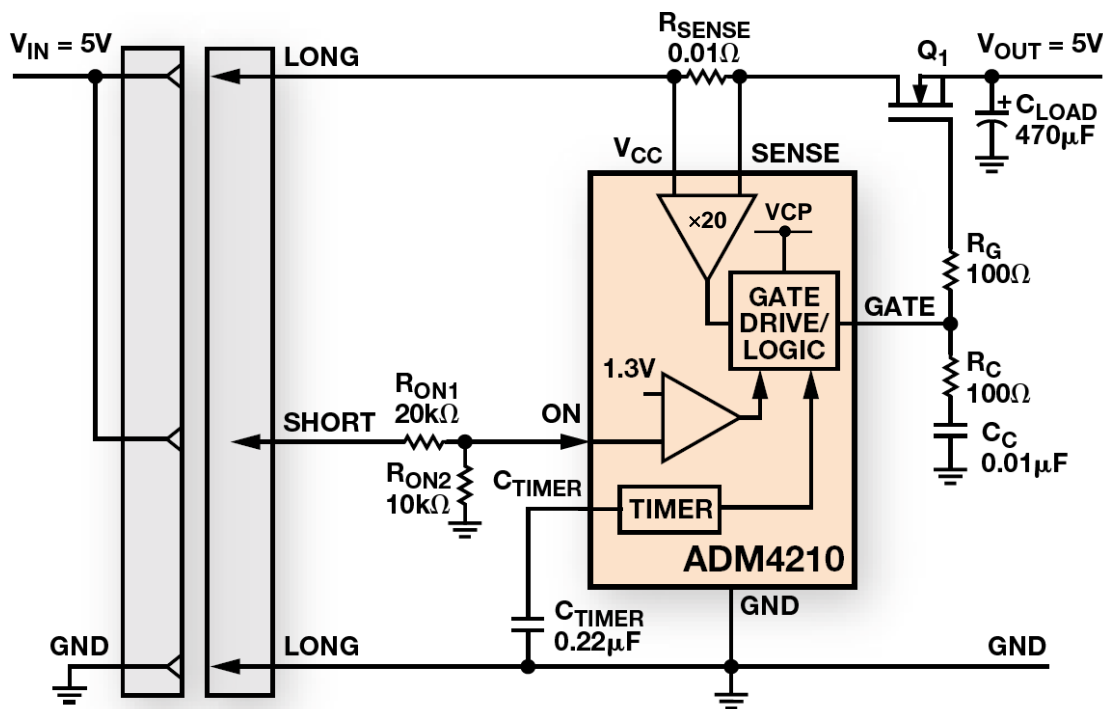 V_IN = 5V
LONG
R_SENSE
0.01Ω
Q_1
V_OUT = 5V
+
C_LOAD
470μF
V_CC
SENSE
×20
VCP
R_G
100Ω
GATE
DRIVE/
LOGIC
GATE
1.3V
R_C
100Ω
R_ON1
20kΩ
SHORT
ON
C_C
0.01μF
R_ON2
10kΩ
C_TIMER
TIMER
ADM4210
GND
C_TIMER
0.22μF
GND
LONG
GND